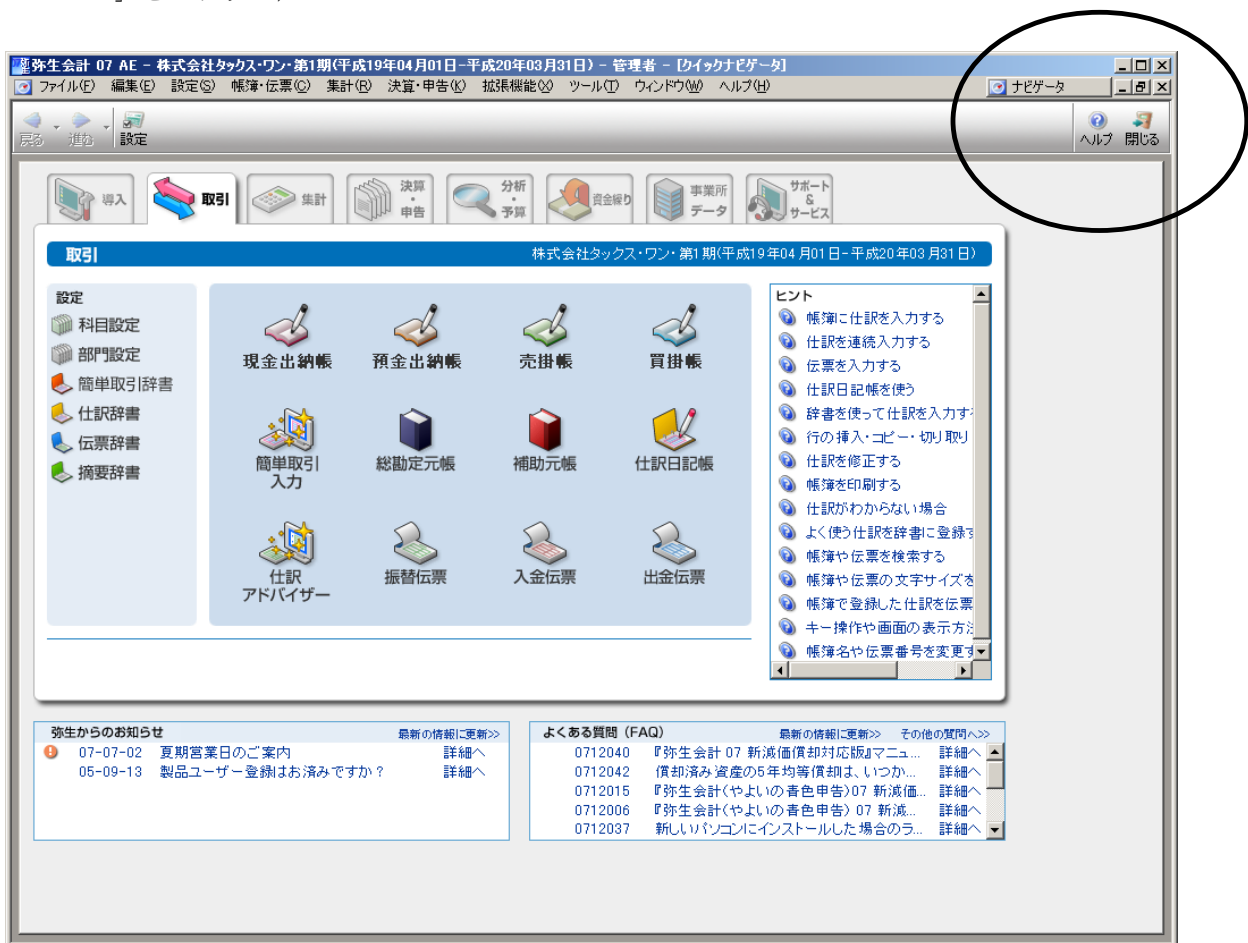 弥生会計 07 AE - 株式会社タックス・ワン・第1期(平成19年04月01日-平成20年03月31日) - 管理者 - [クイックナビゲータ]
ファイル(F) 編集(E) 設定(S) 帳簿・伝票(C) 集計(R) 決算・申告(K) 拡張機能(X) ツール(T) ウィンドウ(W) ヘルプ(H) ナビゲータ
戻る 進む 設定 ヘルプ 閉じる
導入 取引 集計 決算・申告 分析・予算 資金繰り 事業所データ サポート&サービス
取引 株式会社タックス・ワン・第1期(平成19年04月01日-平成20年03月31日)
設定
科目設定
部門設定
簡単取引辞書
仕訳辞書
伝票辞書
摘要辞書
現金出納帳 預金出納帳 売掛帳 買掛帳
簡単取引入力 総勘定元帳 補助元帳 仕訳日記帳
仕訳アドバイザー 振替伝票 入金伝票 出金伝票
ヒント
帳簿に仕訳を入力する
仕訳を連続入力する
伝票を入力する
仕訳日記帳を使う
辞書を使って仕訳を入力す
行の挿入・コピー・切り取り
仕訳を修正する
帳簿を印刷する
仕訳がわからない場合
よく使う仕訳を辞書に登録す
帳簿や伝票を検索する
帳簿や伝票の文字サイズを
帳簿で登録した仕訳を伝票
キー操作や画面の表示方法
帳簿名や伝票番号を変更す
弥生からのお知らせ 最新の情報に更新>>
07-07-02 夏期営業日のご案内 詳細へ
05-09-13 製品ユーザー登録はお済みですか? 詳細へ
よくある質問 (FAQ) 最新の情報に更新>> その他の質問へ>>
0712040 『弥生会計 07 新減価償却対応版』マニュ... 詳細へ
0712042 償却済み資産の5年均等償却は、いつか... 詳細へ
0712015 『弥生会計(やよいの青色申告)07 新減価... 詳細へ
0712006 『弥生会計(やよいの青色申告) 07 新減... 詳細へ
0712037 新しいパソコンにインストールした場合のラ... 詳細へ